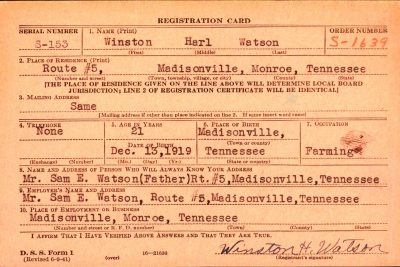 REGISTRATION CARD
SERIAL NUMBER 1. NAME (Print) ORDER NUMBER
S-153 Winston Harl Watson S-1639
(First) (Middle) (Last)
2. PLACE OF RESIDENCE (Print)
Route #5, Madisonville, Monroe, Tennessee
(Number and street) (Town, township, village, or city) (County) (State)
[THE PLACE OF RESIDENCE GIVEN ON THE LINE ABOVE WILL DETERMINE LOCAL BOARD
JURISDICTION; LINE 2 OF REGISTRATION CERTIFICATE WILL BE IDENTICAL]
3. MAILING ADDRESS
Same
[Mailing address if other than place indicated on line 2. If same insert word same]
4. TELEPHONE 5. AGE IN YEARS 6. PLACE OF BIRTH 7. OCCUPATION
None 21 Madisonville,
DATE OF BIRTH (Town or county)
Dec. 13,1919 Tennessee Farming
(Exchange) (Number) (Mo.) (Day) (Yr.) (State or country)
8. NAME AND ADDRESS OF PERSON WHO WILL ALWAYS KNOW YOUR ADDRESS
Mr. Sam E. Watson(Father)Rt.#5,Madisonville,Tennessee
9. EMPLOYER'S NAME AND ADDRESS
Mr. Sam E. Watson, Route #5,Madisonville,Tennessee
10. PLACE OF EMPLOYMENT OR BUSINESS
Madisonville, Monroe, Tennessee
(Number and street or R. F. D. number) (Town) (County) (State)
I AFFIRM THAT I HAVE VERIFIED ABOVE ANSWERS AND THAT THEY ARE TRUE.
D. S. S. Form 1 Winston H. Watson
(Revised 6-9-41) (over) 16—21630 (Registrant's signature)